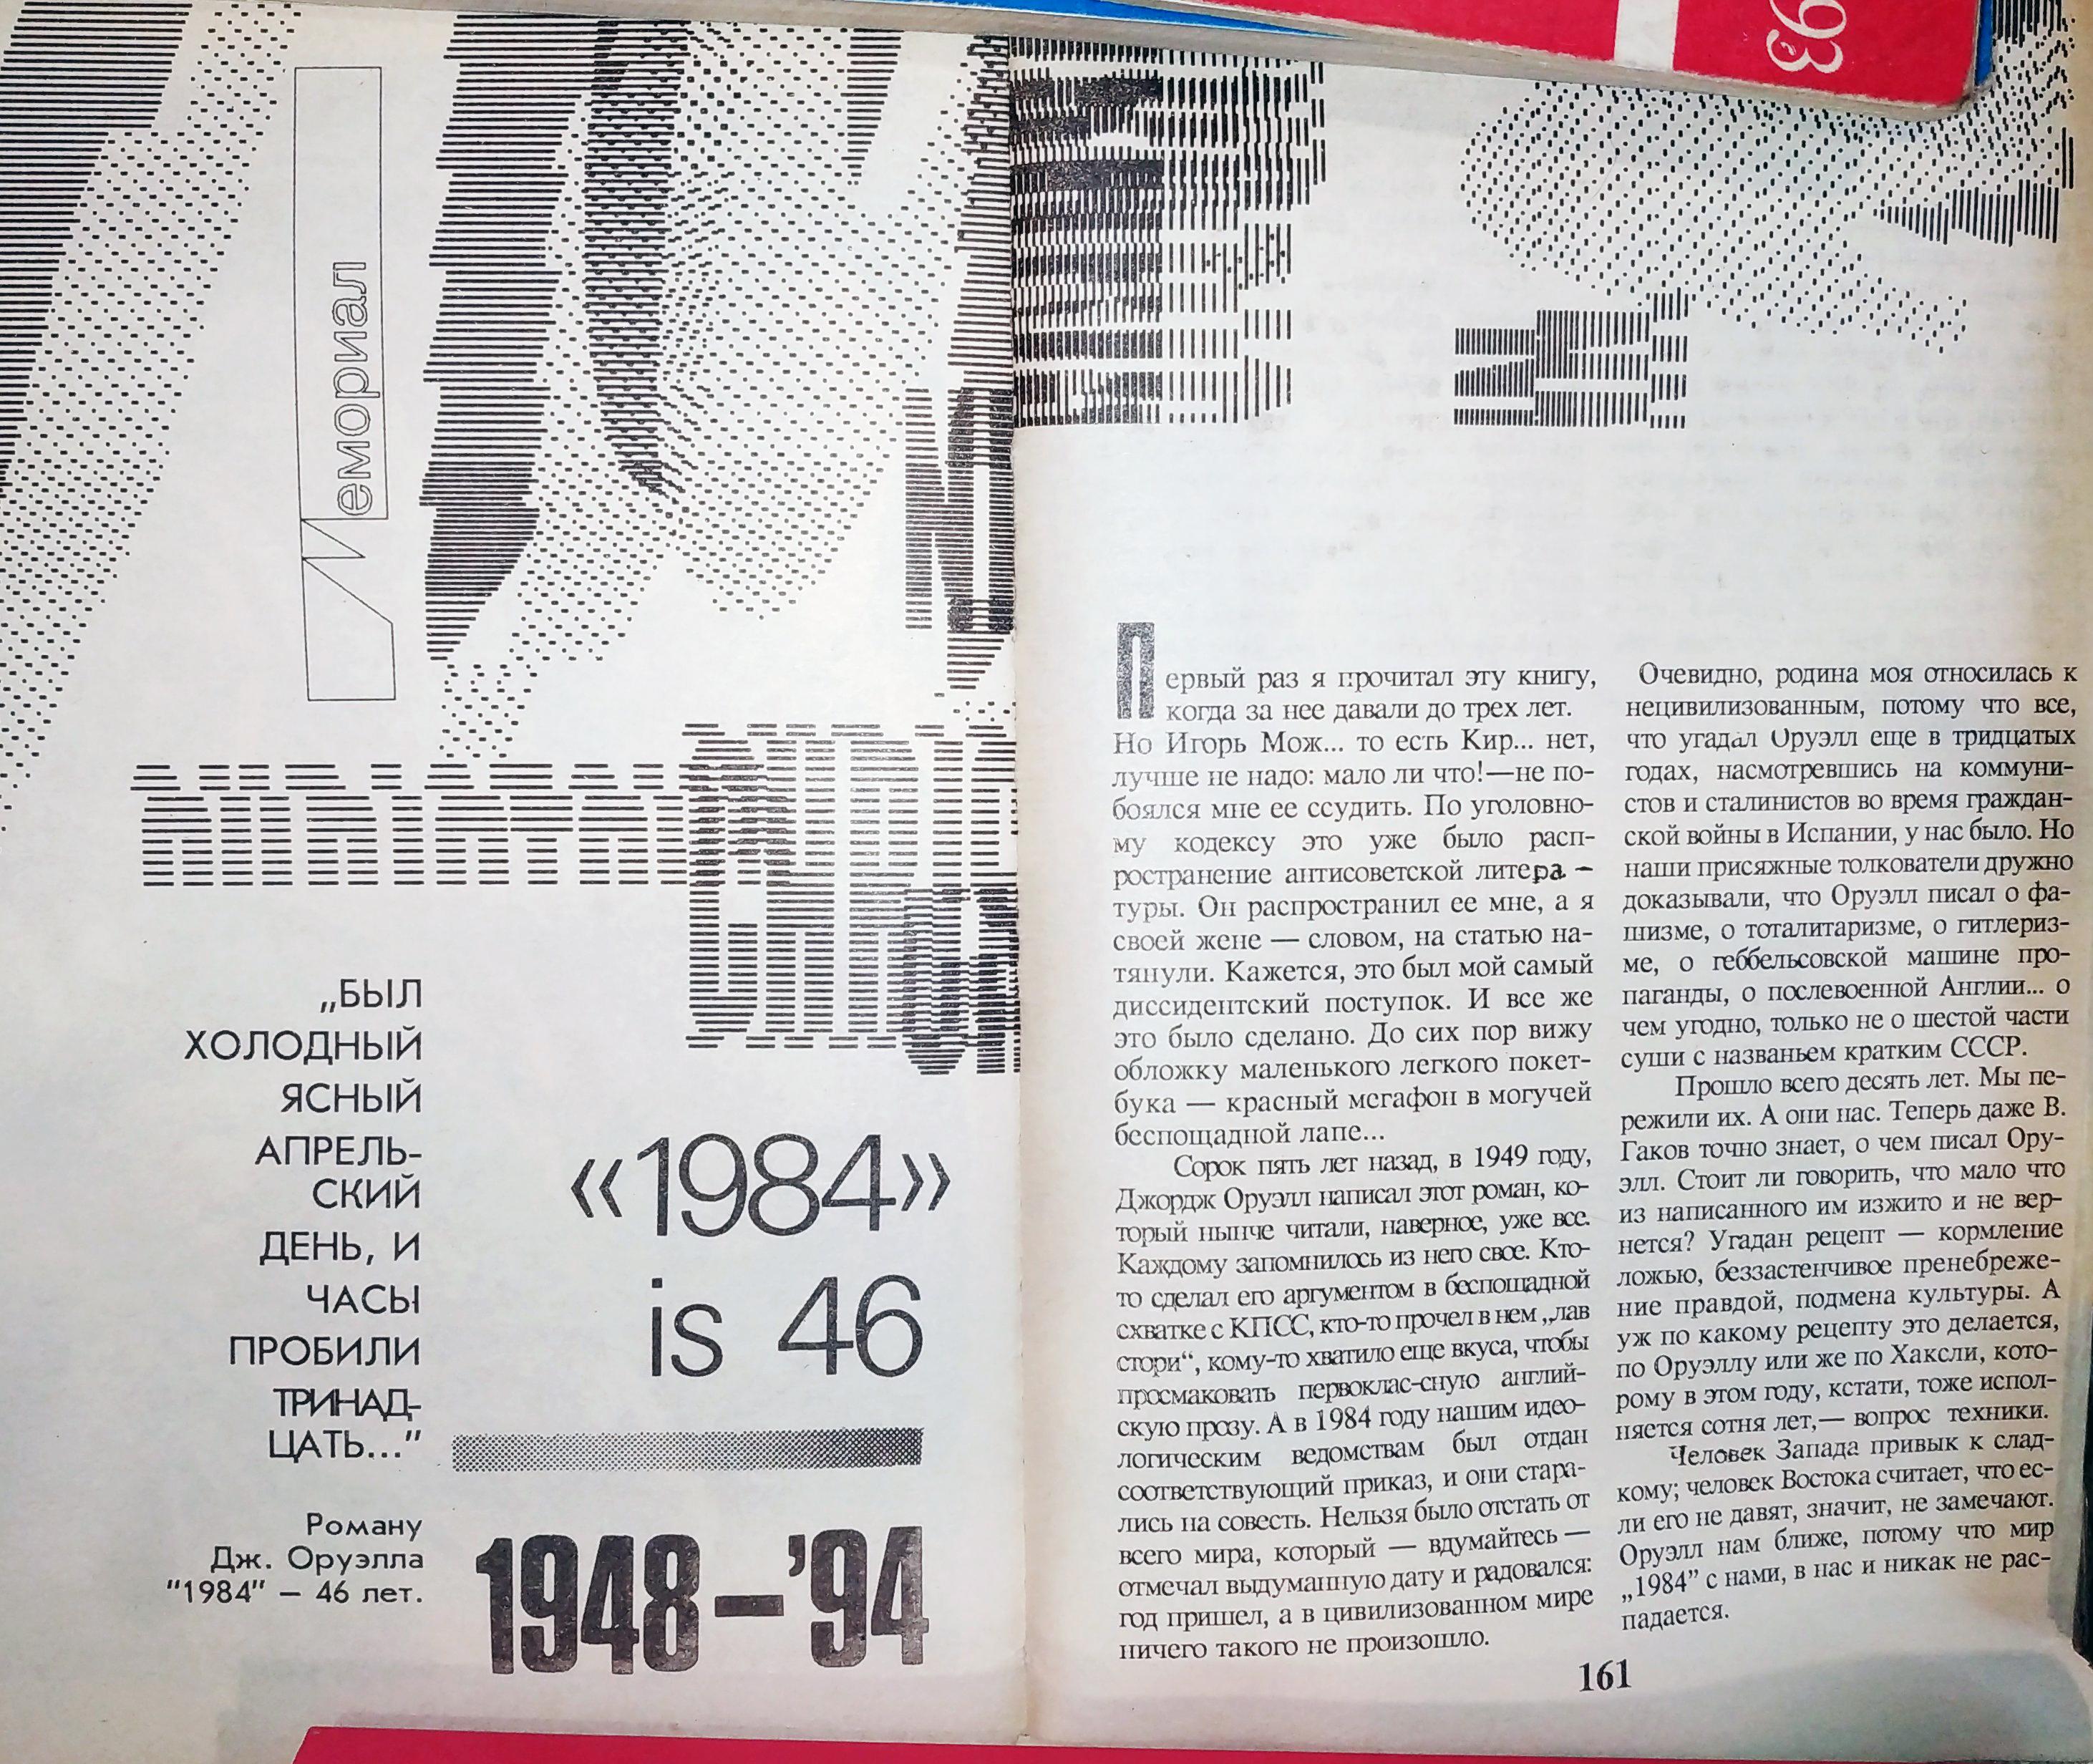 93
Мемориал
„БЫЛ
ХОЛОДНЫЙ
ЯСНЫЙ
АПРЕЛЬ-
СКИЙ
ДЕНЬ, И
ЧАСЫ
ПРОБИЛИ
ТРИНАД-
ЦАТЬ...”
Роману
Дж. Оруэлла
"1984" – 46 лет.
«1984»
is 46
1948–’94
Первый раз я прочитал эту книгу,
когда за нее давали до трех лет.
Но Игорь Мож... то есть Кир... нет,
лучше не надо: мало ли что!—не по-
боялся мне ее ссудить. По уголовно-
му кодексу это уже было расп-
ространение антисоветской литера-
туры. Он распространил ее мне, а я
своей жене — словом, на статью на-
тянули. Кажется, это был мой самый
диссидентский поступок. И все же
это было сделано. До сих пор вижу
обложку маленького легкого покет-
бука — красный мегафон в могучей
беспощадной лапе...
Сорок пять лет назад, в 1949 году,
Джордж Оруэлл написал этот роман, ко-
торый нынче читали, наверное, уже все.
Каждому запомнилось из него свое. Кто-
то сделал его аргументом в беспощадной
схватке с КПСС, кто-то прочел в нем „лав
стори“, кому-то хватило еще вкуса, чтобы
просмаковать первоклас-сную англий-
скую прозу. А в 1984 году нашим идео-
логическим ведомствам был отдан
соответствующий приказ, и они стара-
лись на совесть. Нельзя было отстать от
всего мира, который — вдумайтесь —
отмечал выдуманную дату и радовался:
год пришел, а в цивилизованном мире
ничего такого не произошло.
Очевидно, родина моя относилась к
нецивилизованным, потому что все,
что угадал Оруэлл еще в тридцатых
годах, насмотревшись на коммуни-
стов и сталинистов во время граждан-
ской войны в Испании, у нас было. Но
наши присяжные толкователи дружно
доказывали, что Оруэлл писал о фа-
шизме, о тоталитаризме, о гитлериз-
ме, о геббельсовской машине про-
паганды, о послевоенной Англии... о
чем угодно, только не о шестой части
суши с названьем кратким СССР.
Прошло всего десять лет. Мы пе-
режили их. А они нас. Теперь даже В.
Гаков точно знает, о чем писал Ору-
элл. Стоит ли говорить, что мало что
из написанного им изжито и не вер-
нется? Угадан рецепт — кормление
ложью, беззастенчивое пренебреже-
ние правдой, подмена культуры. А
уж по какому рецепту это делается,
по Оруэллу или же по Хаксли, кото-
рому в этом году, кстати, тоже испол-
няется сотня лет,— вопрос техники.
Человек Запада привык к слад-
кому; человек Востока считает, что ес-
ли его не давят, значит, не замечают.
Оруэлл нам ближе, потому что мир
„1984” с нами, в нас и никак не рас-
падается.
161